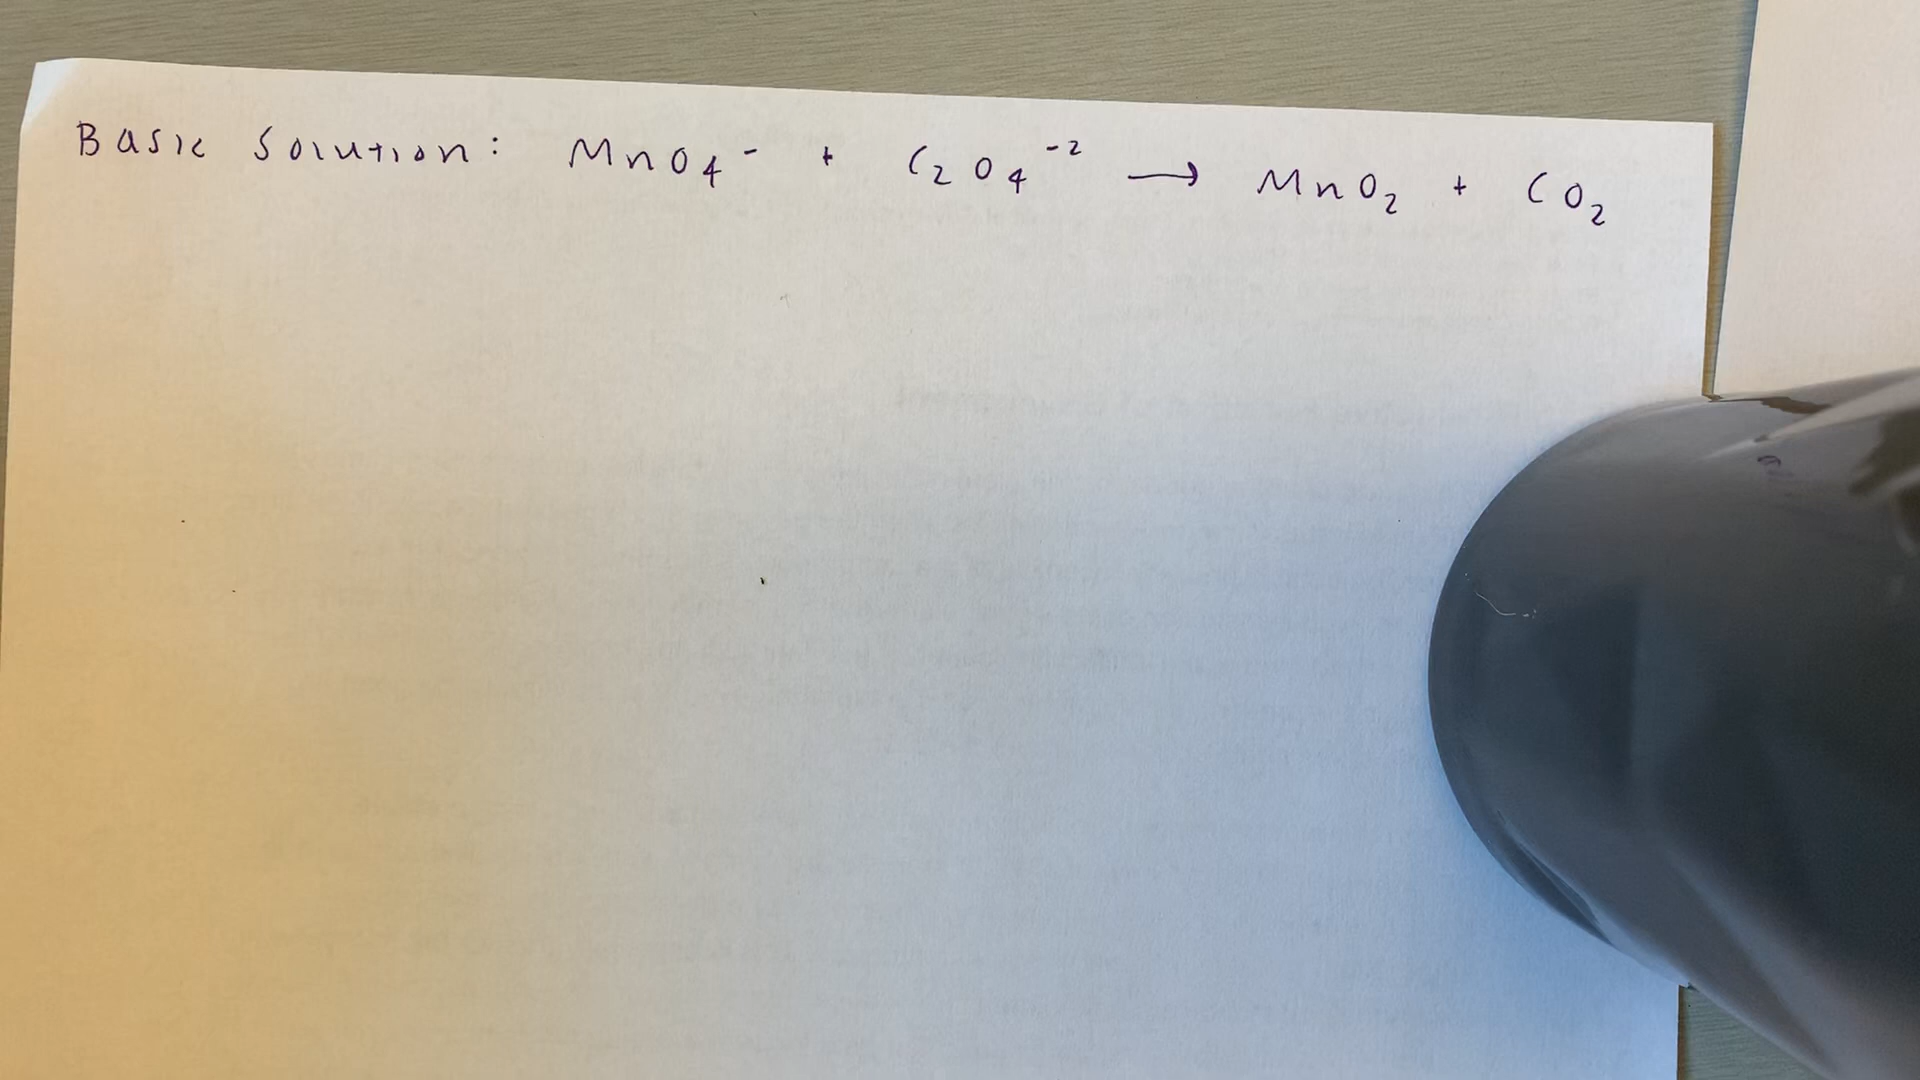 Basic Solution: MnO₄⁻ + C₂O₄⁻² → MnO₂ + CO₂